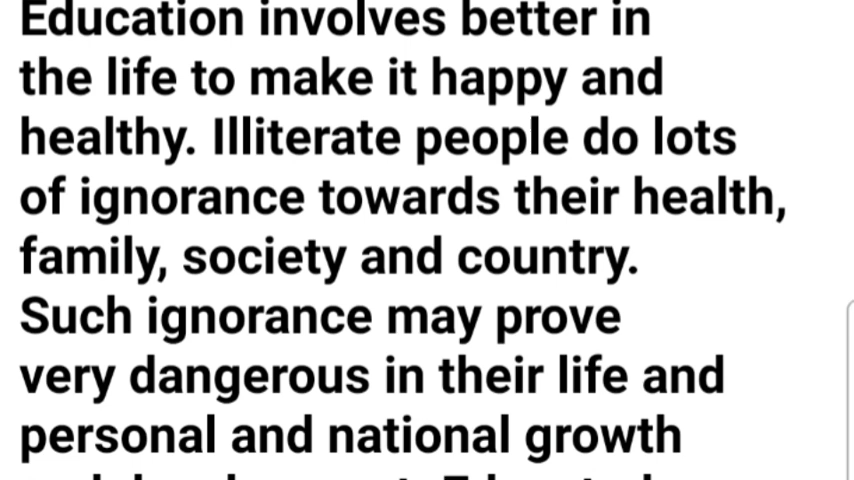 Education involves better in
the life to make it happy and
healthy. Illiterate people do lots
of ignorance towards their health,
family, society and country.
Such ignorance may prove
very dangerous in their life and
personal and national growth